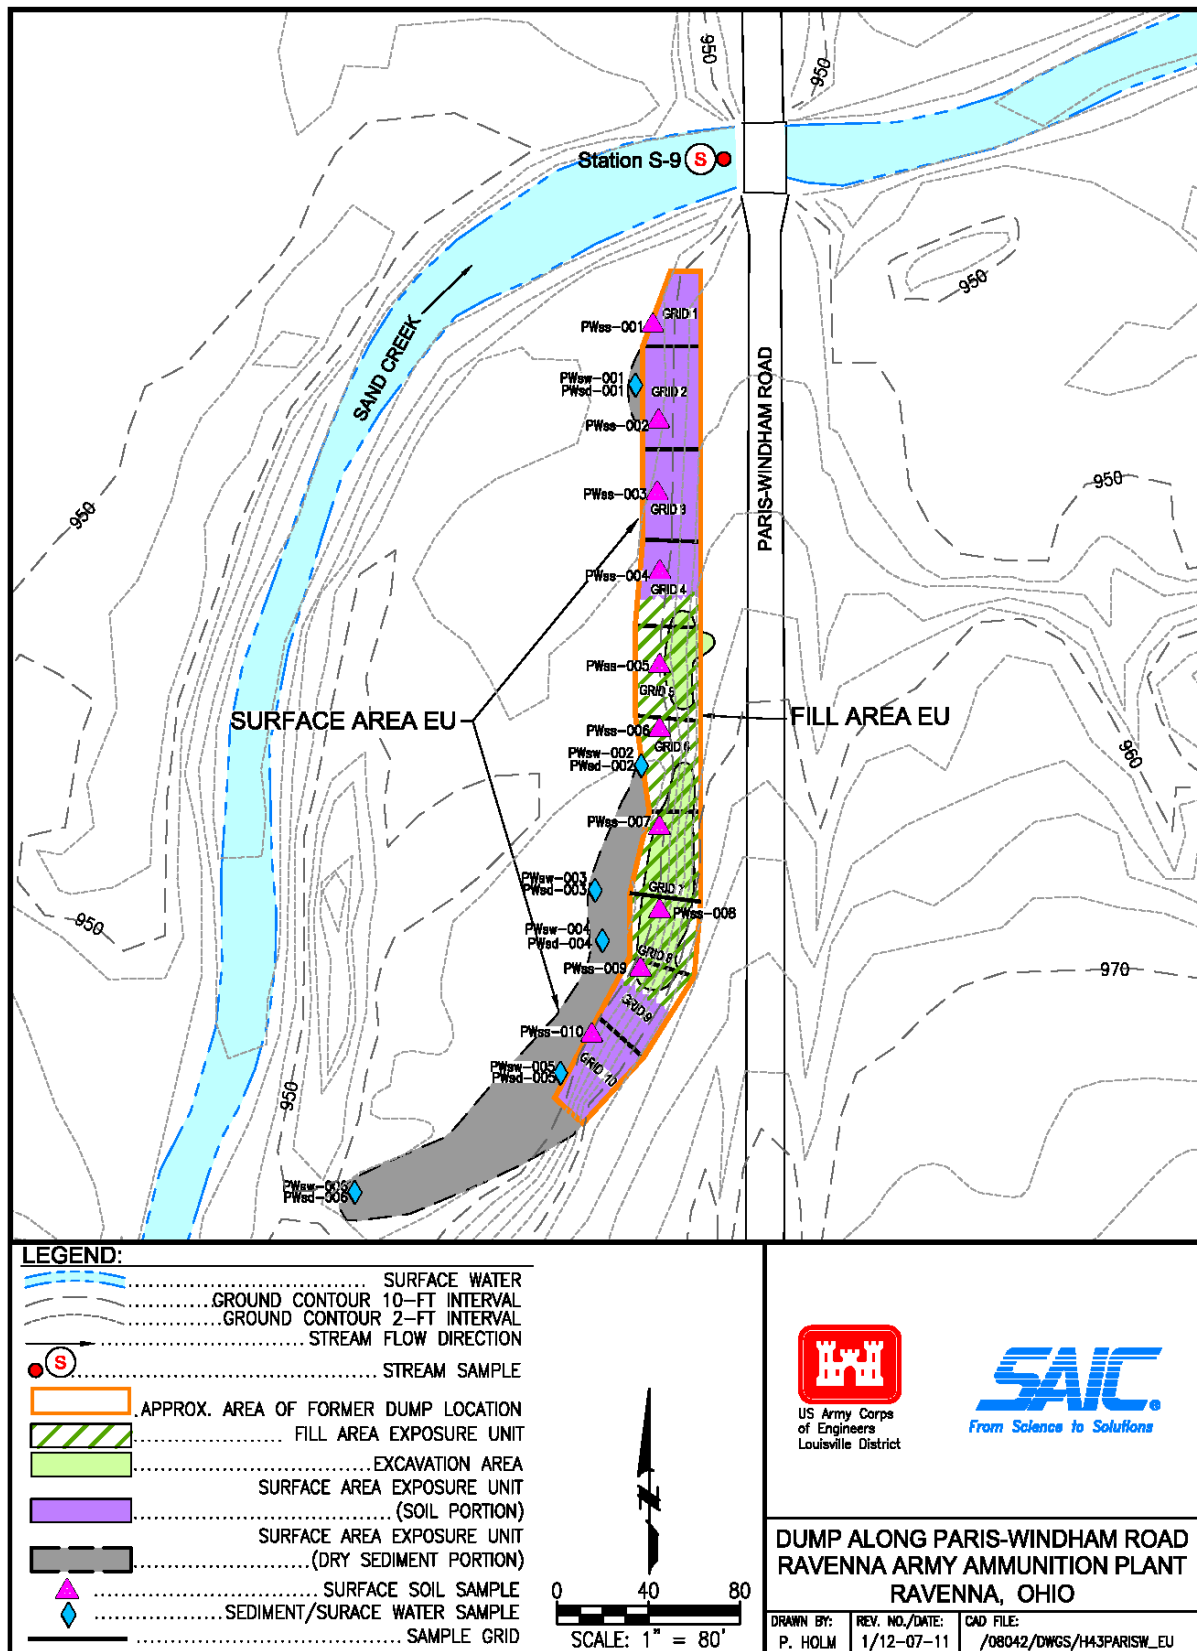 950
950
Station S-9
S
950
SAND CREEK
PARIS-WINDHAM ROAD
PWss-001
GRID 1
PWsw-001
PWsd-001
GRID 2
PWss-002
PWss-003
GRID 3
950
950
PWss-004
GRID 4
PWss-005
GRID 5
SURFACE AREA EU
FILL AREA EU
PWss-006
GRID 6
PWsw-002
PWsd-002
960
PWss-007
PWsw-003
PWsd-003
GRID 7
PWss-008
950
PWsw-004
PWsd-004
GRID 8
PWss-009
970
GRID 9
PWss-010
PWsw-005
PWsd-005
GRID 10
950
PWsw-006
PWsd-006
LEGEND:
SURFACE WATER
GROUND CONTOUR 10-FT INTERVAL
GROUND CONTOUR 2-FT INTERVAL
STREAM FLOW DIRECTION
S
STREAM SAMPLE
APPROX. AREA OF FORMER DUMP LOCATION
FILL AREA EXPOSURE UNIT
EXCAVATION AREA
SURFACE AREA EXPOSURE UNIT
(SOIL PORTION)
SURFACE AREA EXPOSURE UNIT
(DRY SEDIMENT PORTION)
SURFACE SOIL SAMPLE
SEDIMENT/SURACE WATER SAMPLE
SAMPLE GRID
N
0 40 80
SCALE: 1" = 80'
US Army Corps
of Engineers
Louisville District
SAIC.
From Science to Solutions
DUMP ALONG PARIS-WINDHAM ROAD
RAVENNA ARMY AMMUNITION PLANT
RAVENNA, OHIO
DRAWN BY: REV. NO./DATE: CAD FILE:
P. HOLM 1/12-07-11 /08042/DWGS/H43PARISW_EU